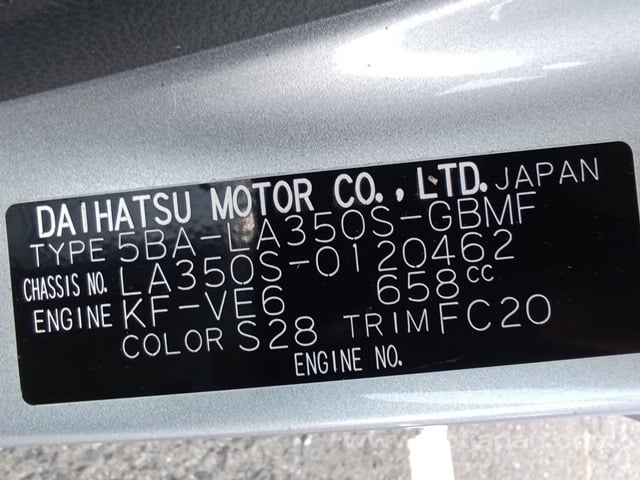 DAIHATSU MOTOR CO., LTD. JAPAN
TYPE 5BA-LA350S-GBMF
CHASSIS NO. LA350S-0120462
ENGINE KF-VE6 658cc
COLOR S28 TRIM FC20
ENGINE NO.